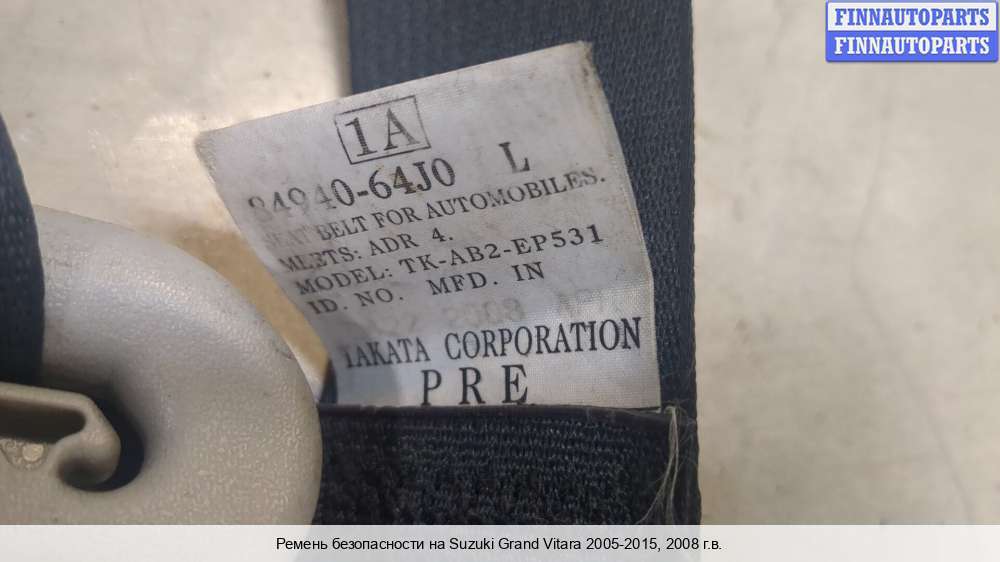 FINNAUTOPARTS
FINNAUTOPARTS
1A
84940-64J0 L
SEAT BELT FOR AUTOMOBILES.
MEETS: ADR 4.
MODEL: TK-AB2-EP531
ID. NO. MFD. IN
TAKATA CORPORATION
PRE
Ремень безопасности на Suzuki Grand Vitara 2005-2015, 2008 г.в.